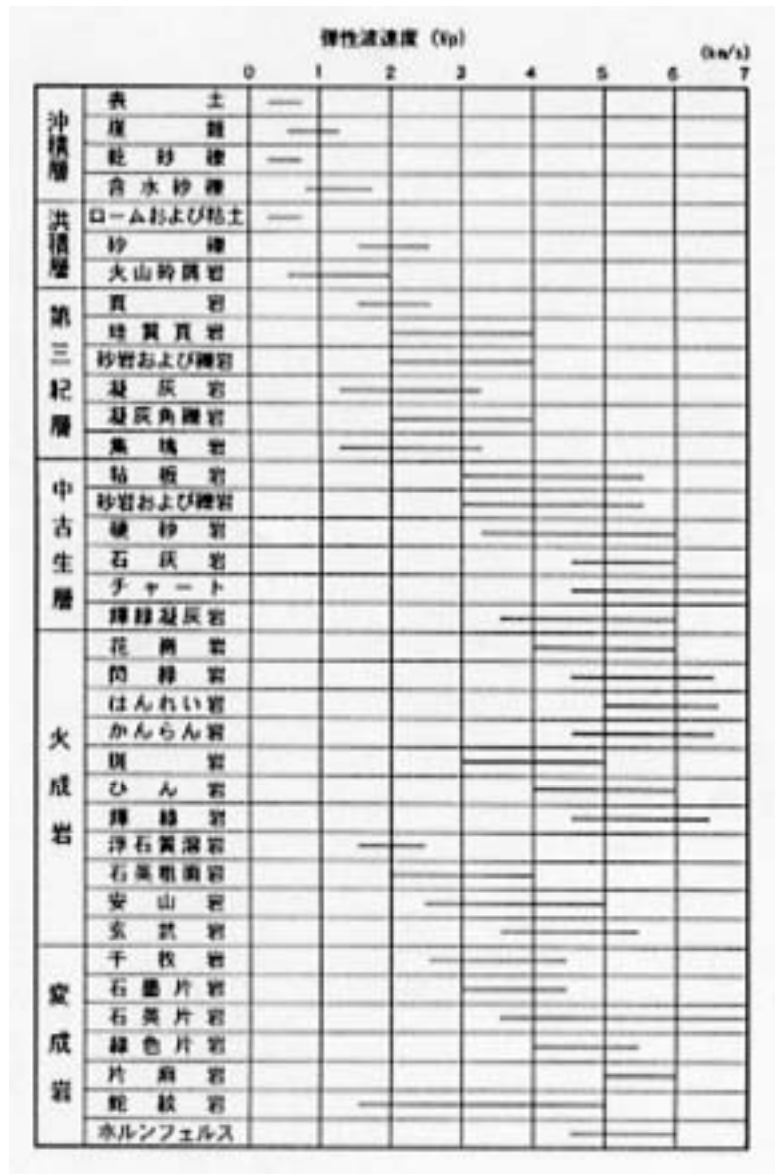 弾性波速度 (Vp)
(km/s)
0 1 2 3 4 5 6 7
沖積層
表土
崖錐
乾砂礫
含水砂礫
洪積層
ロームおよび粘土
砂礫
火山砕屑岩
第三紀層
頁岩
珪質頁岩
砂岩および礫岩
凝灰岩
凝灰角礫岩
集塊岩
中古生層
粘板岩
砂岩および礫岩
硬砂岩
石灰岩
チャート
輝緑凝灰岩
火成岩
花崗岩
閃緑岩
はんれい岩
かんらん岩
斑岩
ひん岩
輝緑岩
浮石質溶岩
石英粗面岩
安山岩
玄武岩
変成岩
千枚岩
石墨片岩
石英片岩
緑色片岩
片麻岩
蛇紋岩
ホルンフェルス